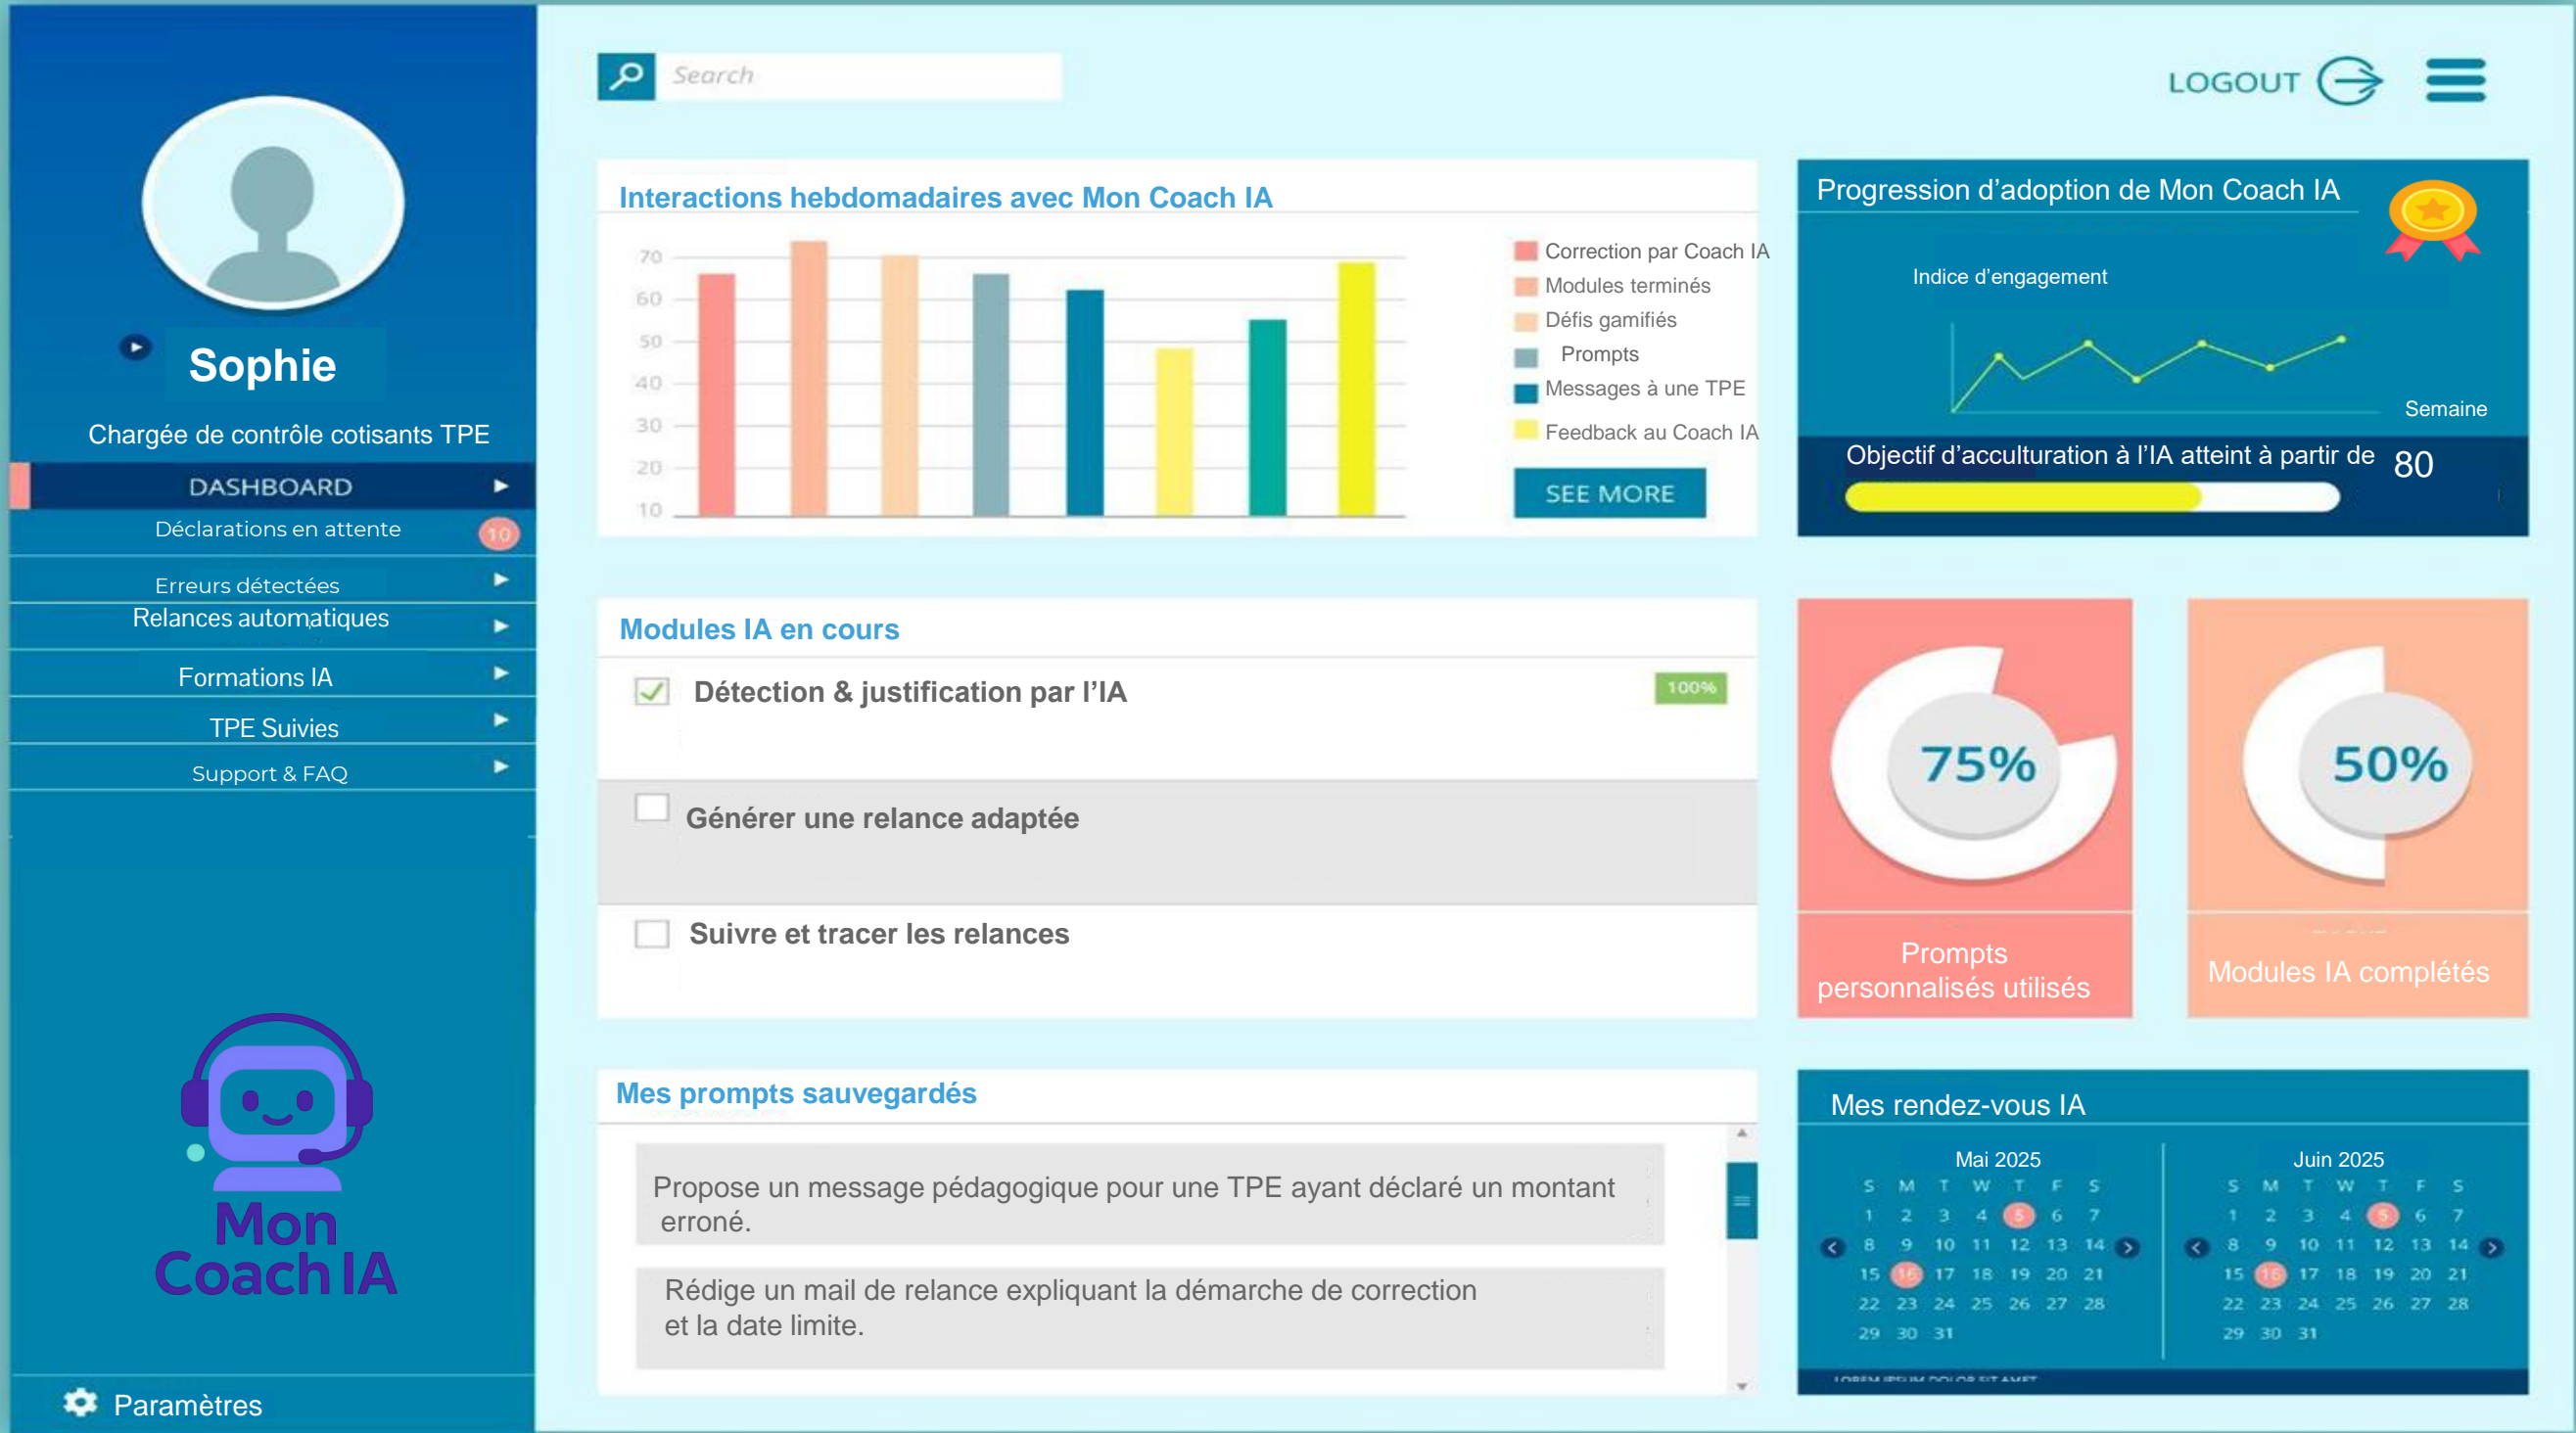 Sophie
Chargée de contrôle cotisants TPE
DASHBOARD
Déclarations en attente
10
Erreurs détectées
Relances automatiques
Formations IA
TPE Suivies
Support & FAQ
Mon
Coach IA
Paramètres
Search
LOGOUT
Interactions hebdomadaires avec Mon Coach IA
70
60
50
40
30
20
10
Correction par Coach IA
Modules terminés
Défis gamifiés
Prompts
Messages à une TPE
Feedback au Coach IA
SEE MORE
Progression d’adoption de Mon Coach IA
Indice d’engagement
Semaine
Objectif d’acculturation à l’IA atteint à partir de 80
Modules IA en cours
Détection & justification par l’IA
100%
Générer une relance adaptée
Suivre et tracer les relances
75%
Prompts
personnalisés utilisés
50%
Modules IA complétés
Mes prompts sauvegardés
Propose un message pédagogique pour une TPE ayant déclaré un montant
erroné.
Rédige un mail de relance expliquant la démarche de correction
et la date limite.
Mes rendez-vous IA
Mai 2025
S M T W T F S
1 2 3 4 5 6 7
8 9 10 11 12 13 14
15 16 17 18 19 20 21
22 23 24 25 26 27 28
29 30 31
Juin 2025
S M T W T F S
1 2 3 4 5 6 7
8 9 10 11 12 13 14
15 16 17 18 19 20 21
22 23 24 25 26 27 28
29 30 31
LOREM IPSUM DOLOR SIT AMET